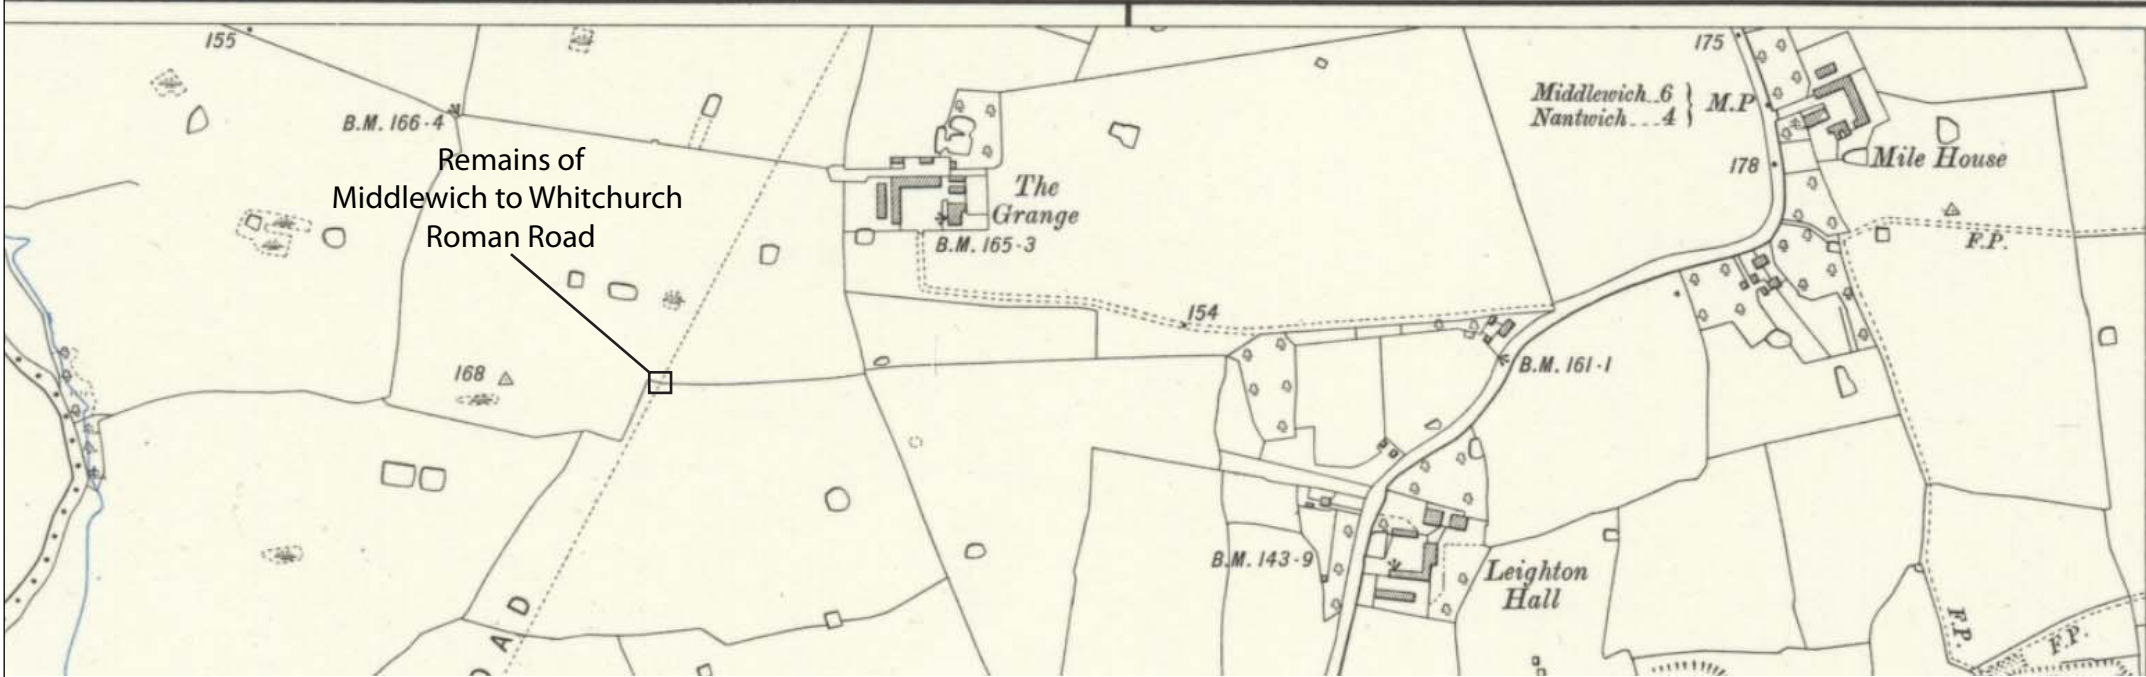 155
175
Middlewich..6
Nantwich....4
M.P
B.M. 166·4
Remains of
Middlewich to Whitchurch
Roman Road
178
Mile House
The
Grange
B.M. 165·3
F.P.
154
B.M. 161·1
168
B.M. 143·9
Leighton
Hall
OAD
F.P.
F.P.